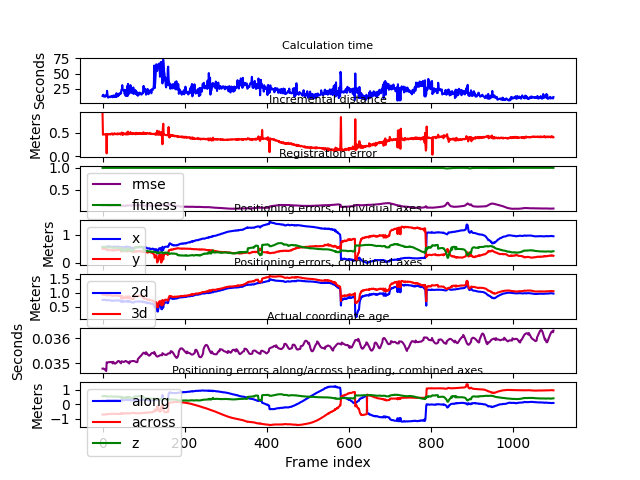 Calculation time
75
50
25
Seconds
Incremental distance
0.5
0.0
Meters
Registration error
1.0
0.5
rmse
fitness
Positioning errors, individual axes
1
0
Meters
x
y
Positioning errors, combined axes
1.5
1.0
0.5
Meters
2d
3d
Actual coordinate age
0.036
0.035
Seconds
Positioning errors along/across heading, combined axes
1
0
−1
Meters
along
across
z
0 200 400 600 800 1000
Frame index